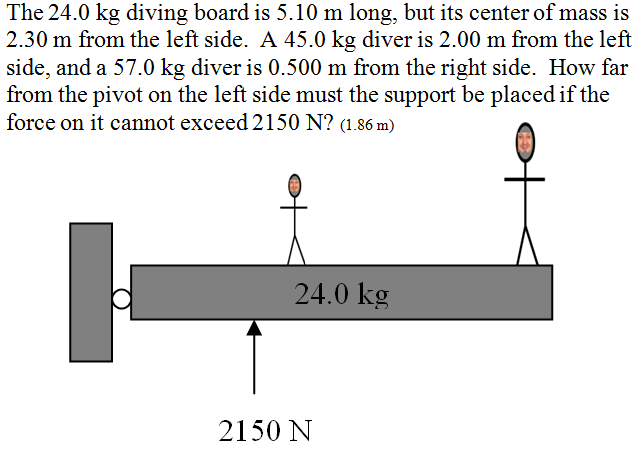 The 24.0 kg diving board is 5.10 m long, but its center of mass is
2.30 m from the left side.  A 45.0 kg diver is 2.00 m from the left
side, and a 57.0 kg diver is 0.500 m from the right side.  How far
from the pivot on the left side must the support be placed if the
force on it cannot exceed 2150 N? (1.86 m)
24.0 kg
2150 N